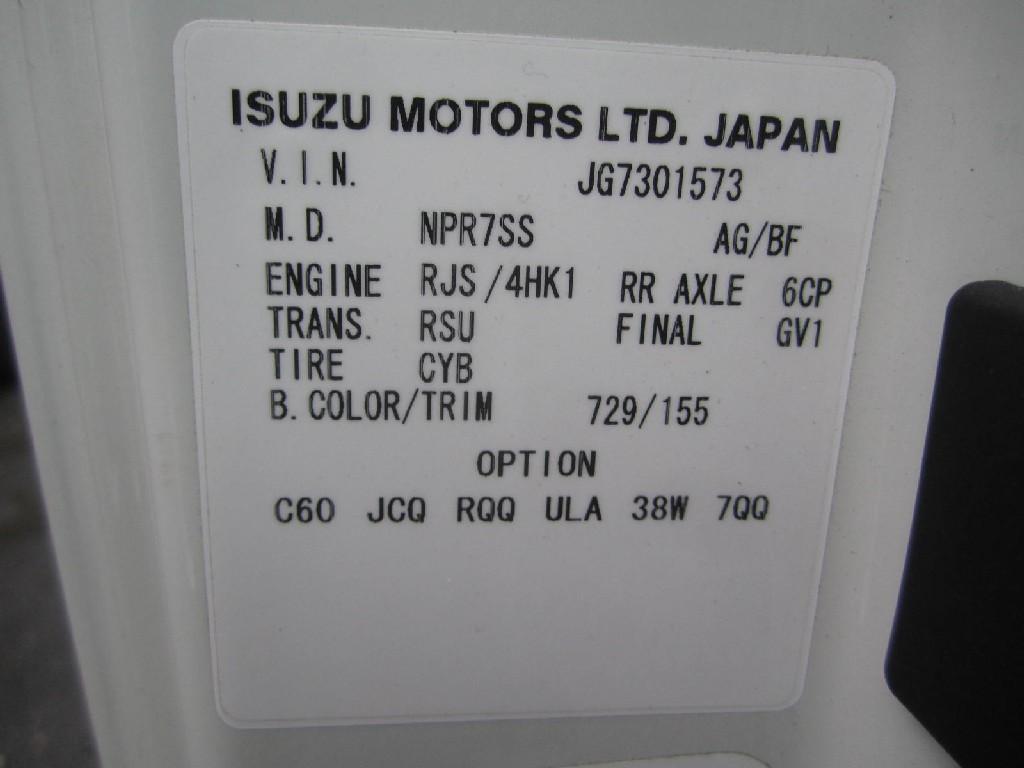 ISUZU MOTORS LTD. JAPAN
V.I.N. JG7301573
M.D. NPR7SS AG/BF
ENGINE RJS/4HK1 RR AXLE 6CP
TRANS. RSU FINAL GV1
TIRE CYB
B.COLOR/TRIM 729/155
OPTION
C60 JCQ RQQ ULA 38W 7QQ